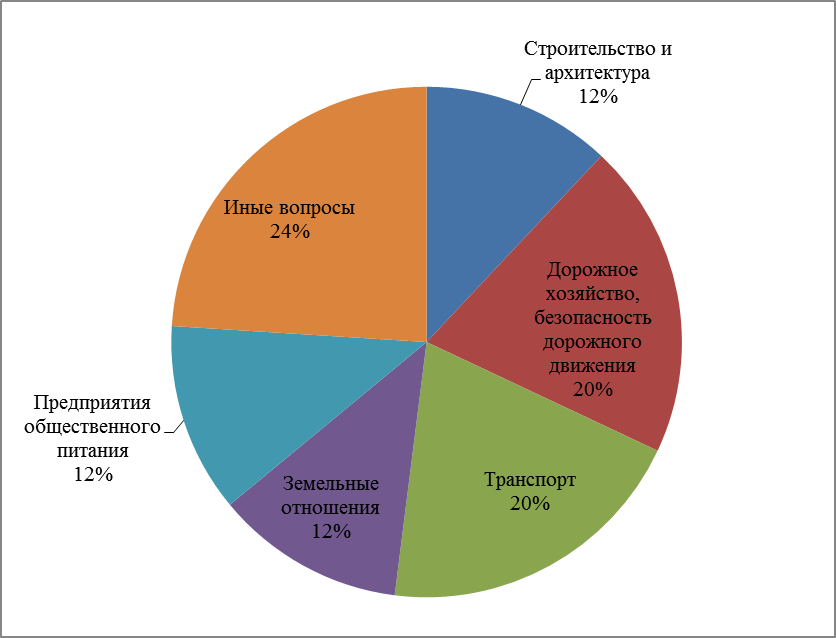 Строительство и
архитектура
12%
Дорожное
хозяйство,
безопасность
дорожного
движения
20%
Транспорт
20%
Земельные
отношения
12%
Предприятия
общественного
питания
12%
Иные вопросы
24%